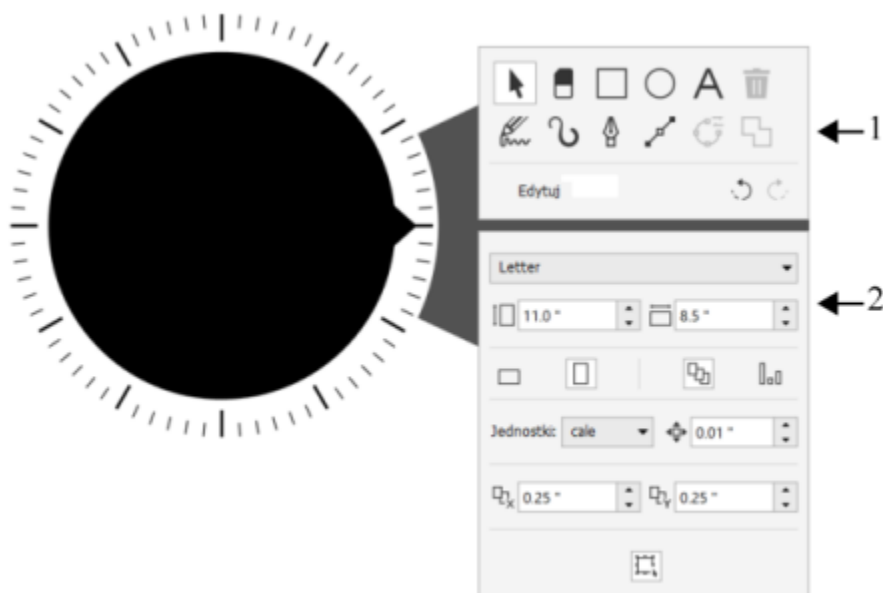 A
1
Edytuj
Letter
2
11.0 " 8.5 "
Jednostki: cale 0.01 "
X 0.25 " Y 0.25 "